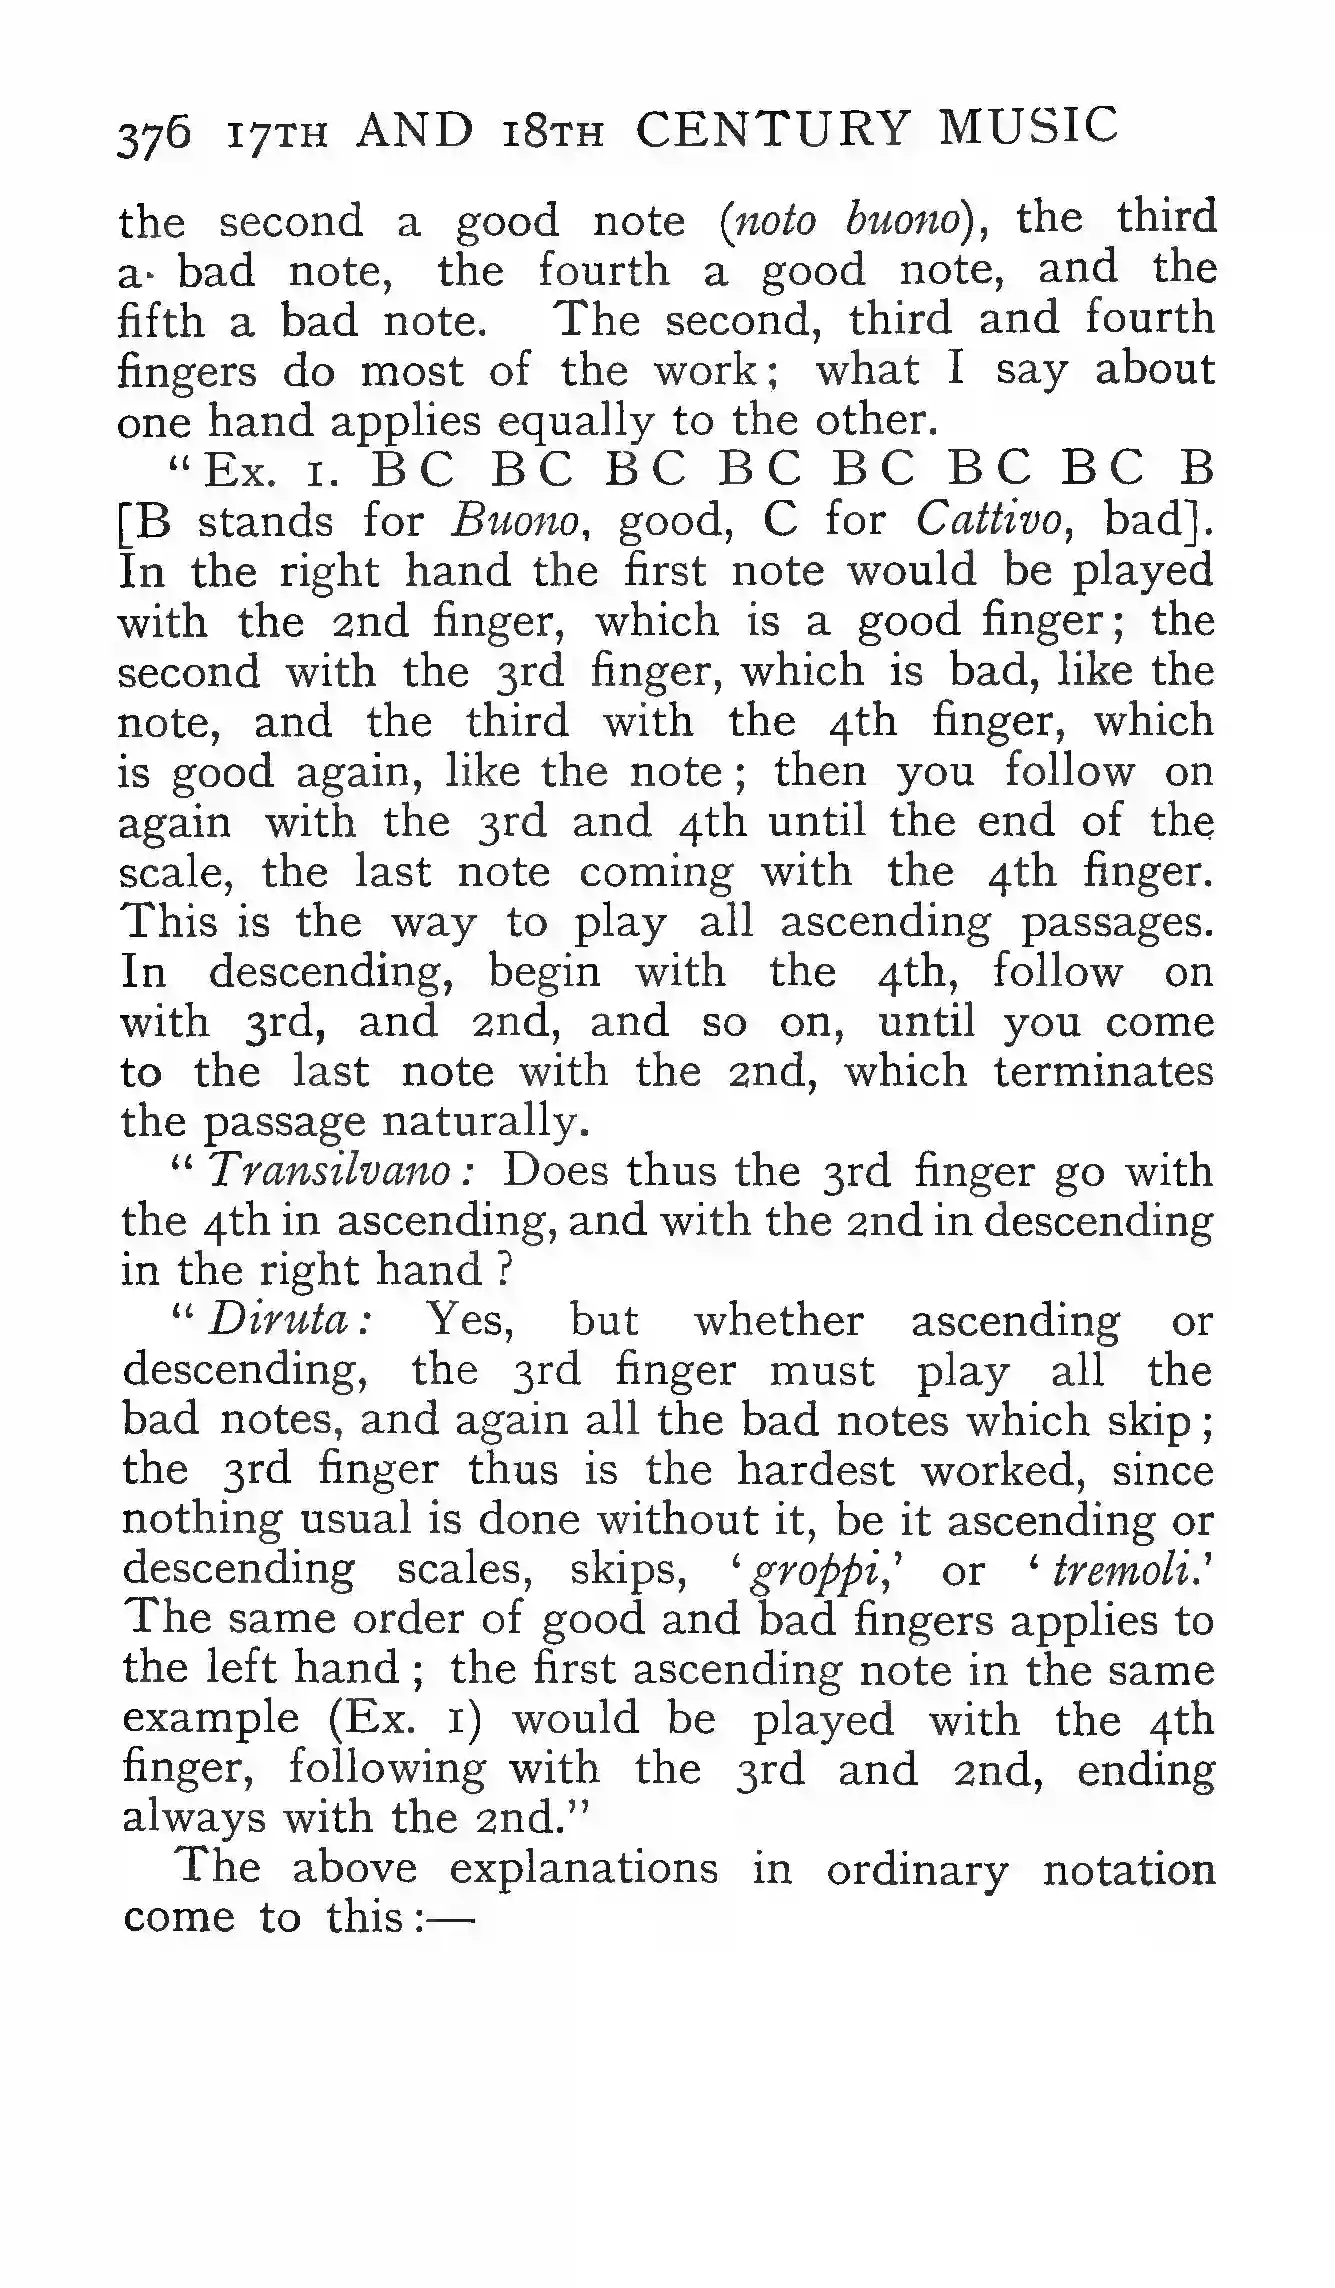 376 17TH AND 18TH CENTURY MUSIC
the second a good note (noto buono), the third
a bad note, the fourth a good note, and the
fifth a bad note. The second, third and fourth
fingers do most of the work; what I say about
one hand applies equally to the other.
“Ex. 1. B C B C B C B C B C B C B C B
[B stands for Buono, good, C for Cattivo, bad].
In the right hand the first note would be played
with the 2nd finger, which is a good finger; the
second with the 3rd finger, which is bad, like the
note, and the third with the 4th finger, which
is good again, like the note; then you follow on
again with the 3rd and 4th until the end of the
scale, the last note coming with the 4th finger.
This is the way to play all ascending passages.
In descending, begin with the 4th, follow on
with 3rd, and 2nd, and so on, until you come
to the last note with the 2nd, which terminates
the passage naturally.
“Transilvano: Does thus the 3rd finger go with
the 4th in ascending, and with the 2nd in descending
in the right hand?
“Diruta: Yes, but whether ascending or
descending, the 3rd finger must play all the
bad notes, and again all the bad notes which skip;
the 3rd finger thus is the hardest worked, since
nothing usual is done without it, be it ascending or
descending scales, skips, ‘groppi,’ or ‘tremoli.’
The same order of good and bad fingers applies to
the left hand; the first ascending note in the same
example (Ex. 1) would be played with the 4th
finger, following with the 3rd and 2nd, ending
always with the 2nd.”
The above explanations in ordinary notation
come to this:—